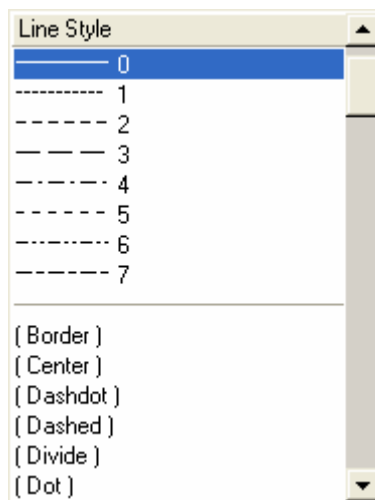 Line Style
0
1
2
3
4
5
6
7
( Border )
( Center )
( Dashdot )
( Dashed )
( Divide )
( Dot )